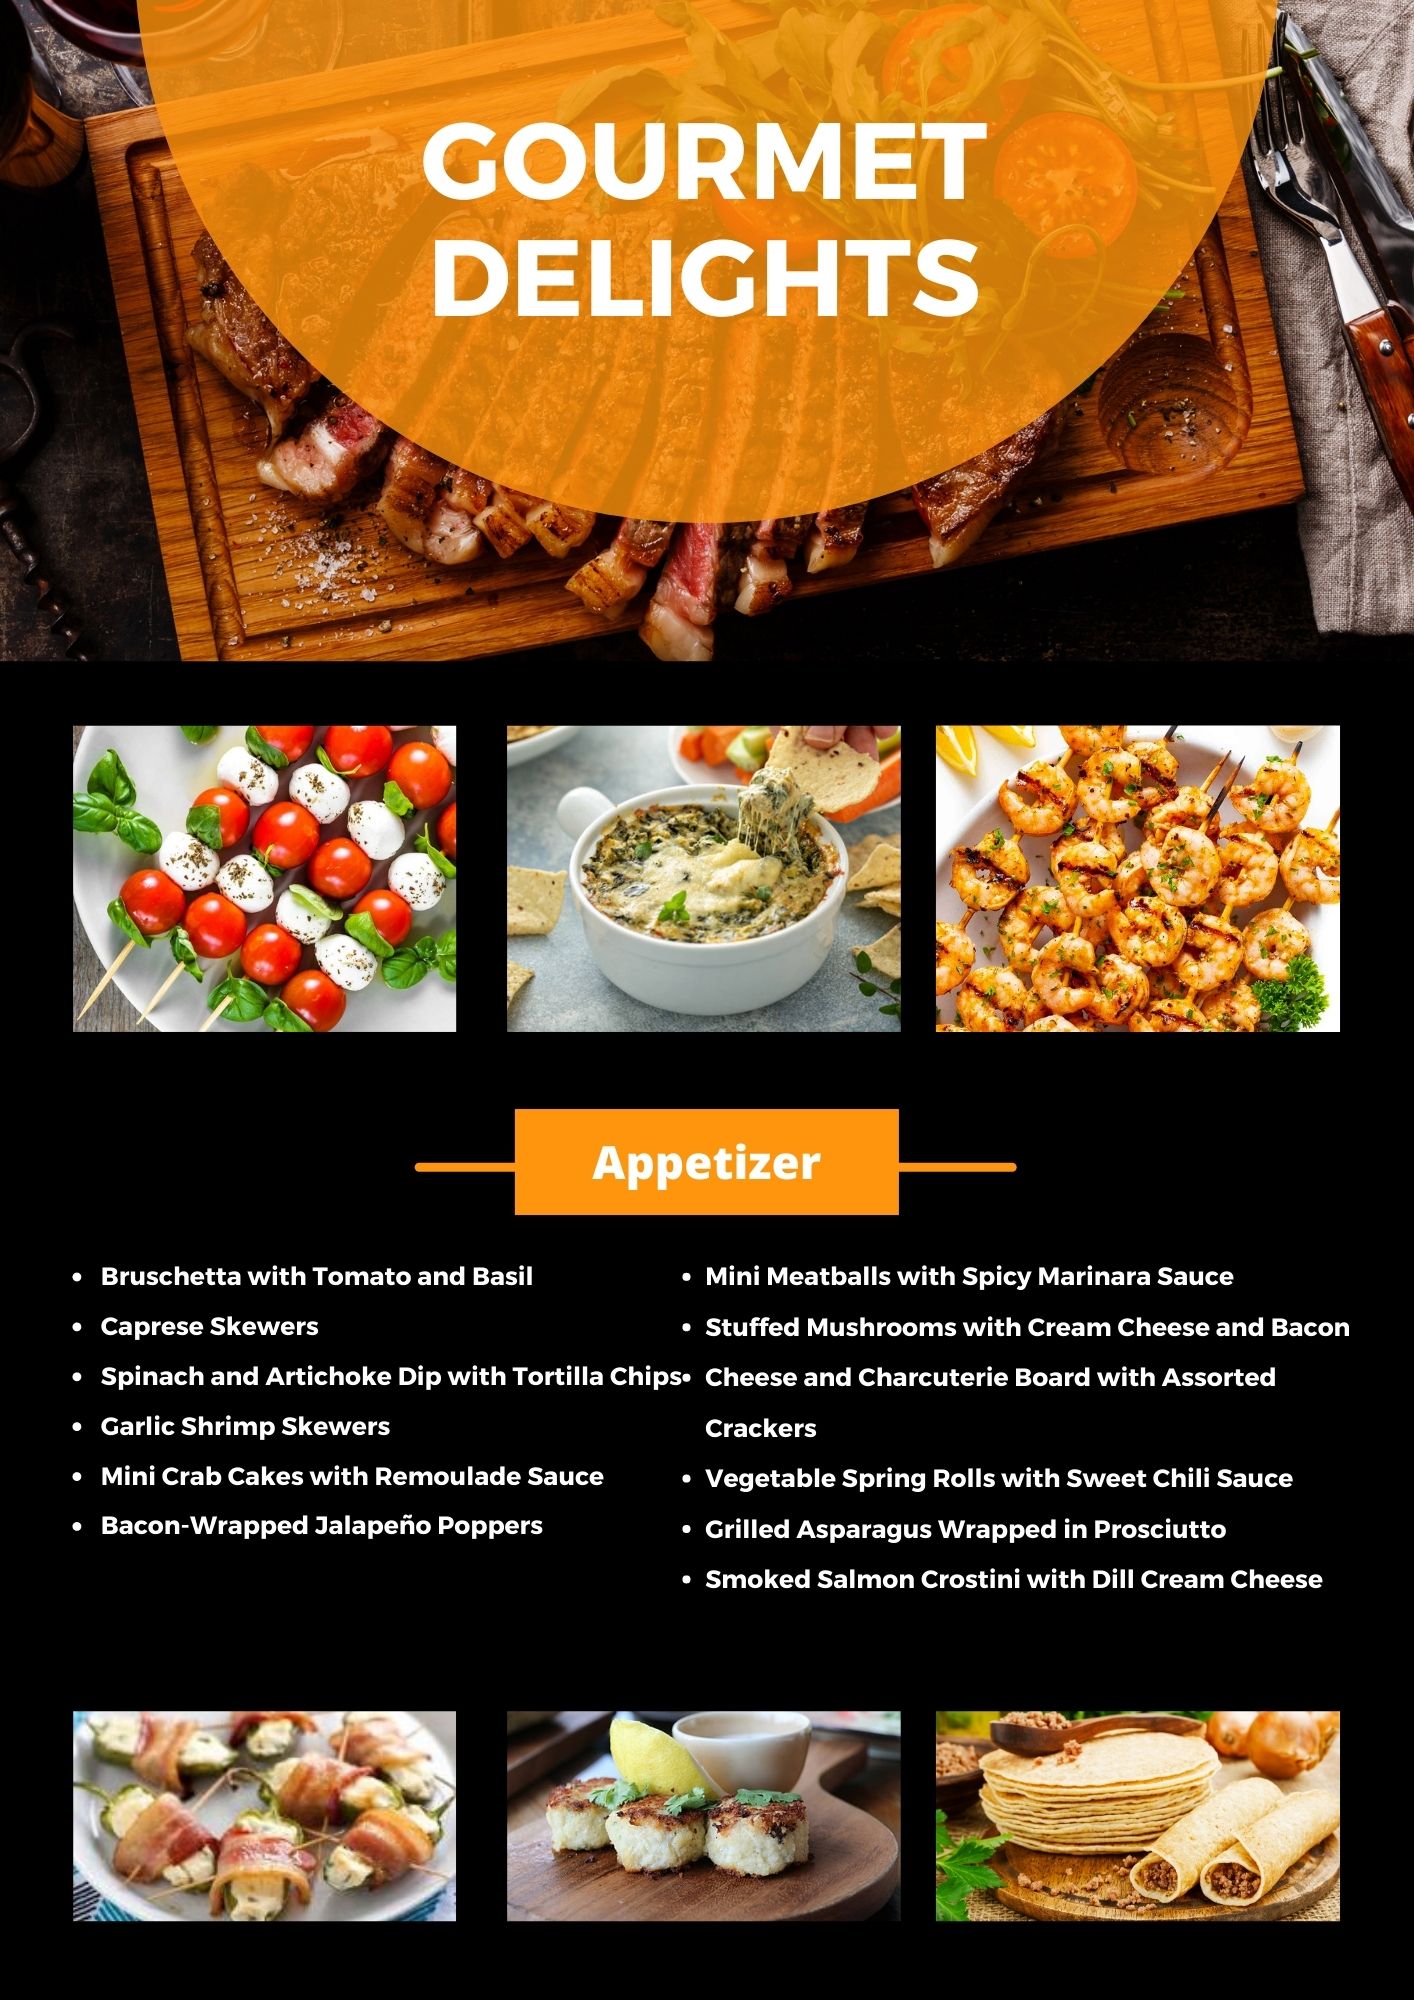 GOURMET
DELIGHTS
Appetizer
• Bruschetta with Tomato and Basil
• Caprese Skewers
• Spinach and Artichoke Dip with Tortilla Chips
• Garlic Shrimp Skewers
• Mini Crab Cakes with Remoulade Sauce
• Bacon-Wrapped Jalapeño Poppers
• Mini Meatballs with Spicy Marinara Sauce
• Stuffed Mushrooms with Cream Cheese and Bacon
• Cheese and Charcuterie Board with Assorted
Crackers
• Vegetable Spring Rolls with Sweet Chili Sauce
• Grilled Asparagus Wrapped in Prosciutto
• Smoked Salmon Crostini with Dill Cream Cheese